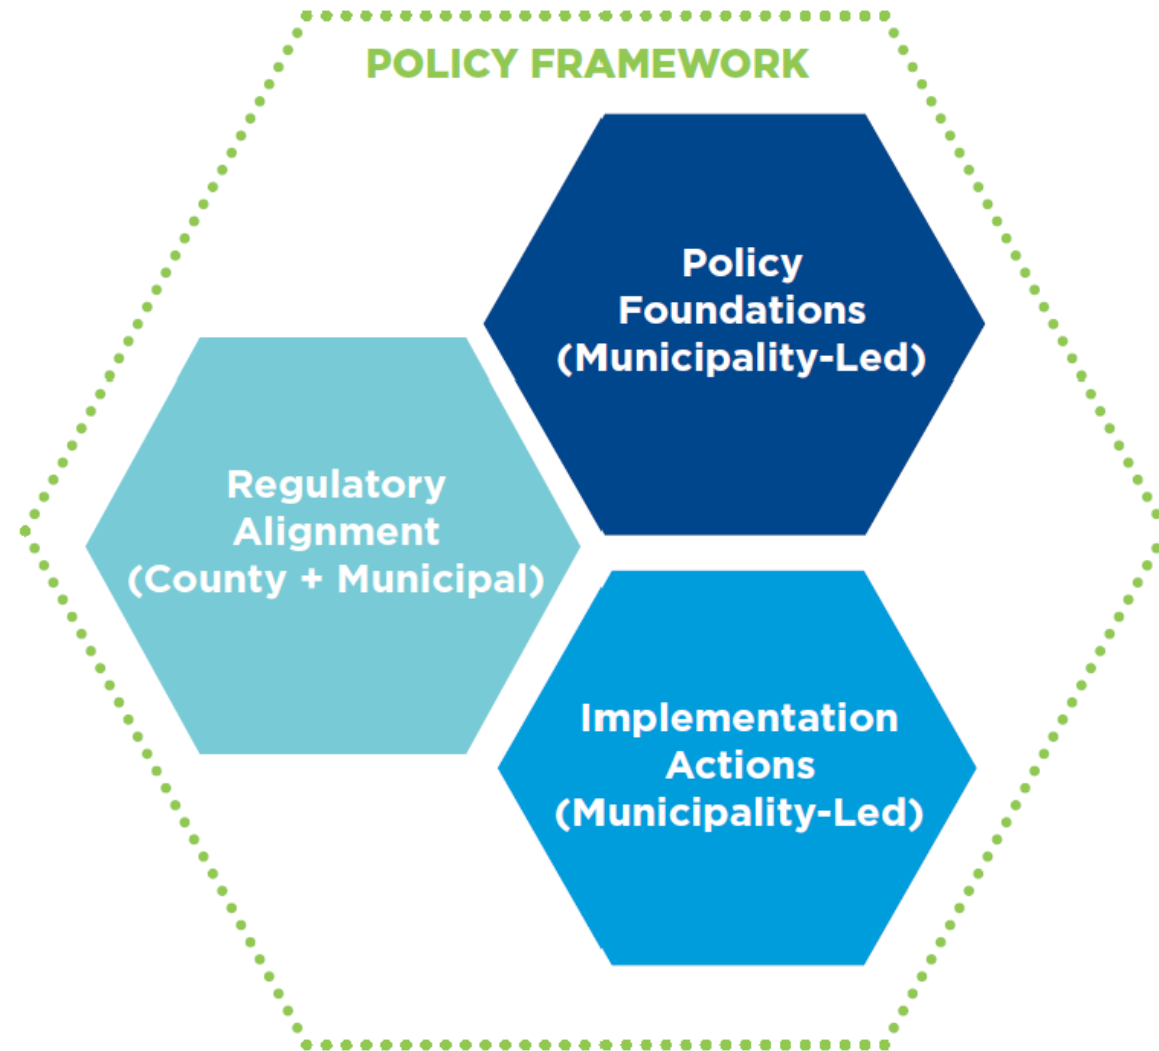 POLICY FRAMEWORK
Policy
Foundations
(Municipality-Led)
Regulatory
Alignment
(County + Municipal)
Implementation
Actions
(Municipality-Led)